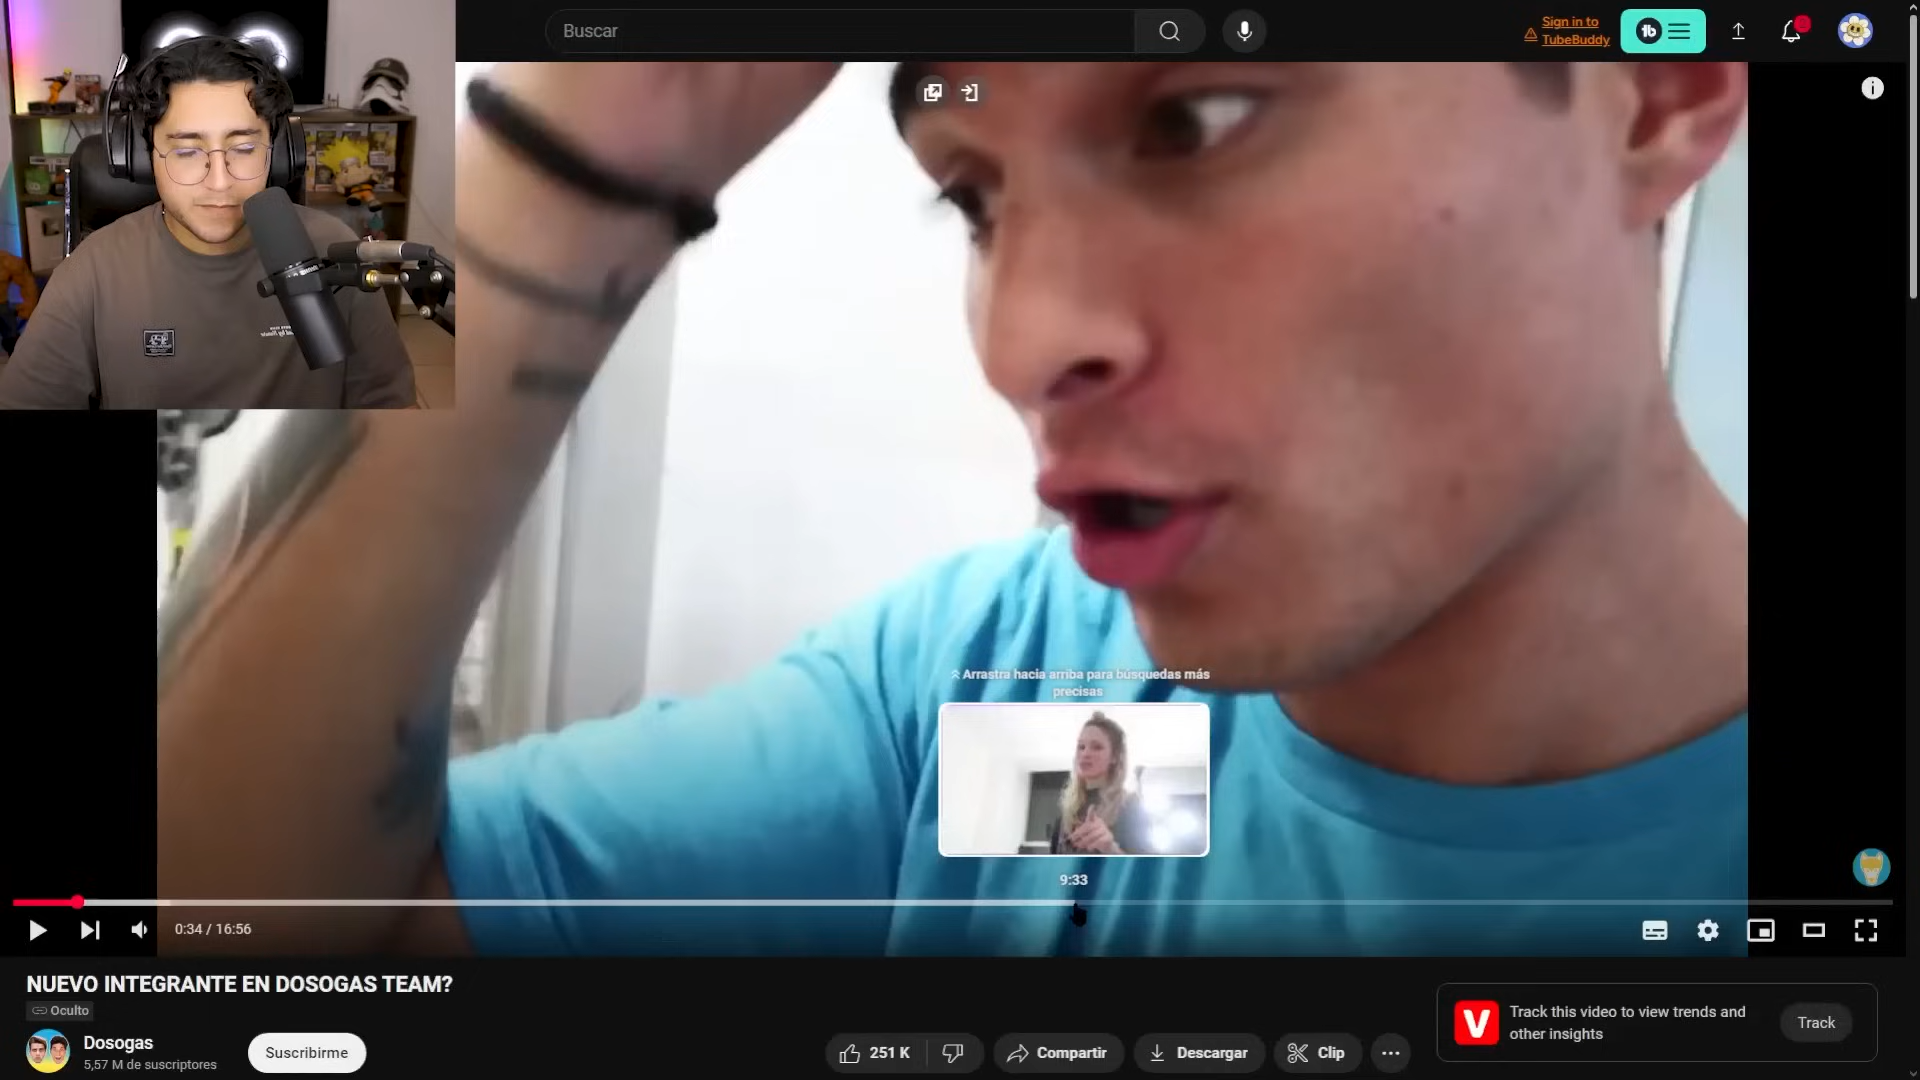 Buscar
Sign in to
TubeBuddy
Arrastra hacia arriba para búsquedas más
precisas
9:33
0:34 / 16:56
NUEVO INTEGRANTE EN DOSOGAS TEAM?
Oculto
Dosogas
5,57 M de suscriptores
Suscribirme
251 K
Compartir
Descargar
Clip
Track this video to view trends and
other insights
Track